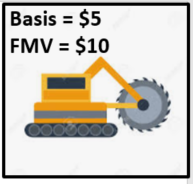 Basis = $5
FMV = $10